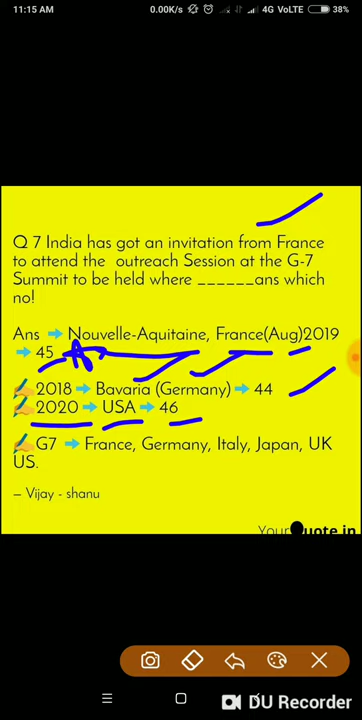 11:15 AM 0.00K/s 4G VoLTE 38%
Q 7 India has got an invitation from France
to attend the outreach Session at the G-7
Summit to be held where ______ans which
no!
Ans ➡ Nouvelle-Aquitaine, France(Aug)2019
➡ 45
✍2018 ➡ Bavaria (Germany) ➡ 44
✍2020 ➡ USA ➡ 46
✍G7 ➡ France, Germany, Italy, Japan, UK
US.
– Vijay - shanu
YourQuote.in
DU Recorder